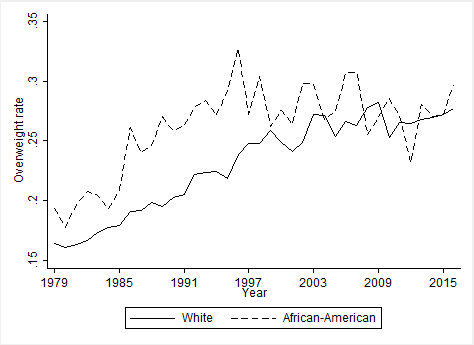 .35
.3
.25
.2
.15
Overweight rate
1979 1985 1991 1997 2003 2009 2015
Year
White African-American